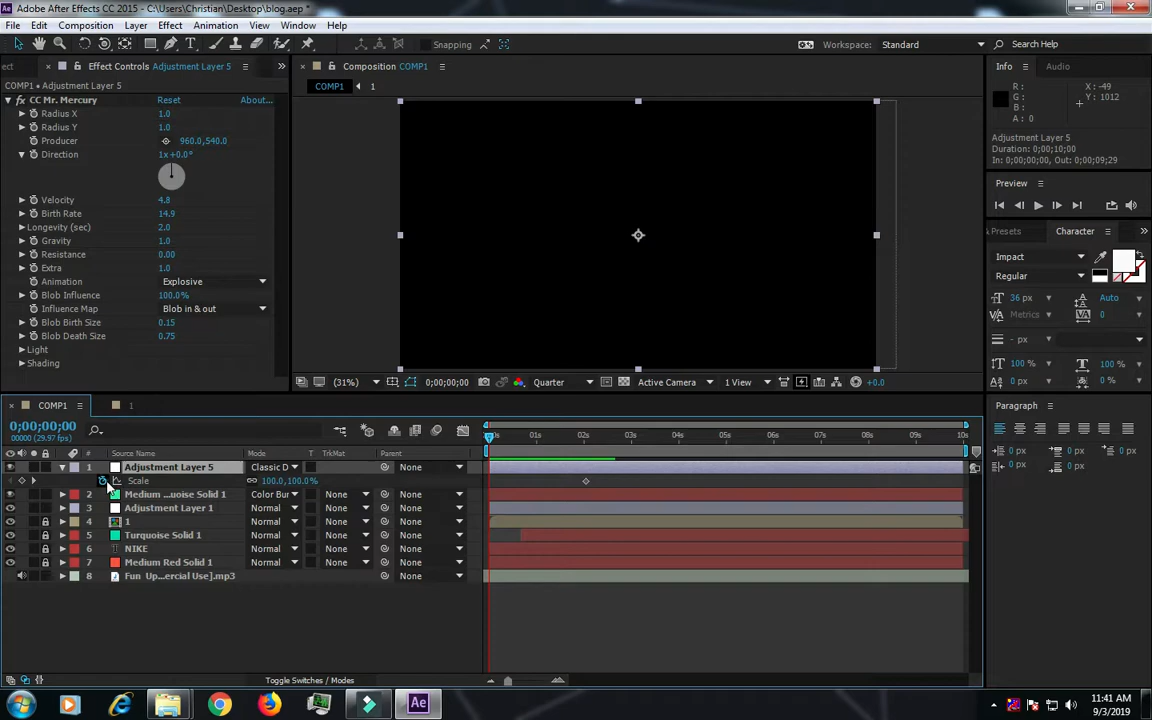 Adobe After Effects CC 2015 - C:\Users\Christian\Desktop\blog.aep *
File Edit Composition Layer Effect Animation View Window Help
Snapping Workspace: Standard Search Help
ect Effect Controls Adjustment Layer 5
COMP1 • Adjustment Layer 5
fx CC Mr. Mercury Reset About...
Radius X 1.0
Radius Y 1.0
Producer 960.0,540.0
Direction 1x+0.0°
Velocity 4.8
Birth Rate 14.9
Longevity (sec) 2.0
Gravity 1.0
Resistance 0.00
Extra 1.0
Animation Explosive
Blob Influence 100.0%
Influence Map Blob in & out
Blob Birth Size 0.15
Blob Death Size 0.75
Light
Shading
Composition COMP1
COMP1 1
(31%) 0;00;00;00 Quarter Active Camera 1 View +0.0
Info Audio
R : X : -49
G : Y : 1012
B :
A : 0
Adjustment Layer 5
Duration: 0;00;10;00
In: 0;00;00;00, Out: 0;00;09;29
Preview
Presets Character
Impact
Regular
36 px Auto
Metrics 0
- px
100 % 100 %
0 px 0 %
Paragraph
0 px 0 px 0 px
0 px 0 px
COMP1 1
0;00;00;00
00000 (29.97 fps)
01s 02s 03s 04s 05s 06s 07s 08s 09s 10s
# Source Name Mode T TrkMat Parent
1 Adjustment Layer 5 Classic D None
Scale 100.0,100.0%
2 Medium ...uoise Solid 1 Color Bur None None
3 Adjustment Layer 1 Normal None None
4 1 Normal None None
5 Turquoise Solid 1 Normal None None
6 T NIKE Normal None None
7 Medium Red Solid 1 Normal None None
8 Fun Up...ercial Use].mp3 None
Toggle Switches / Modes
11:41 AM
9/3/2019